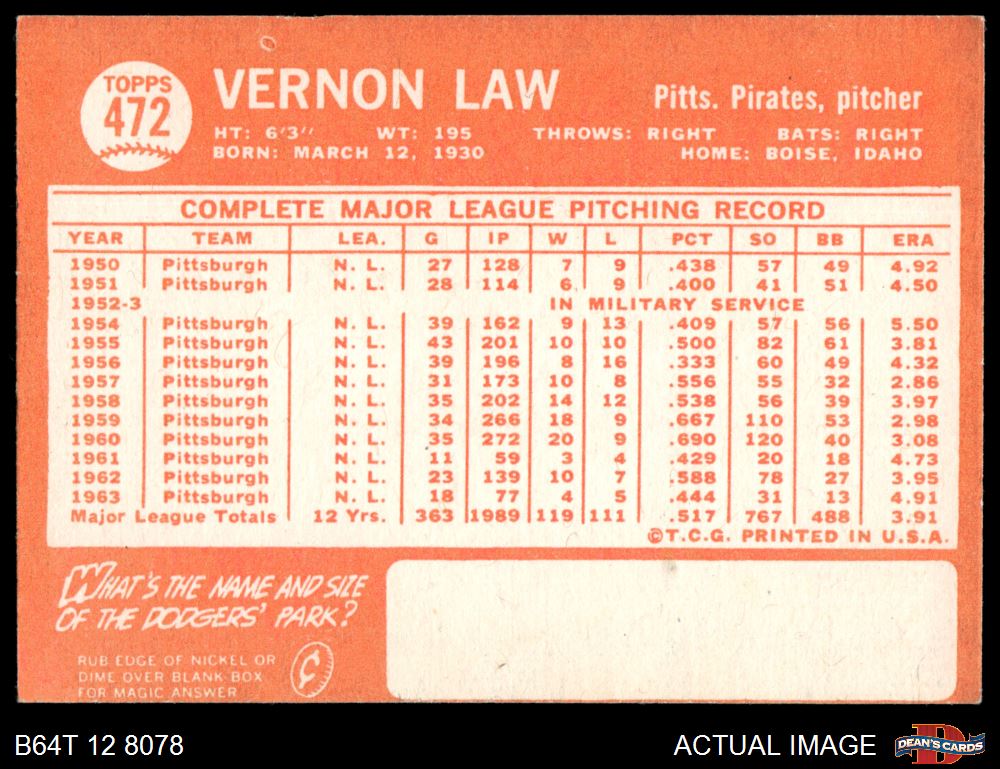 TOPPS
472
VERNON LAW
Pitts. Pirates, pitcher
HT: 6'3" WT: 195 THROWS: RIGHT BATS: RIGHT
BORN: MARCH 12, 1930 HOME: BOISE, IDAHO
COMPLETE MAJOR LEAGUE PITCHING RECORD
YEAR TEAM LEA. G IP W L PCT SO BB ERA
1950 Pittsburgh N. L. 27 128 7 9 .438 57 49 4.92
1951 Pittsburgh N. L. 28 114 6 9 .400 41 51 4.50
1952-3 IN MILITARY SERVICE
1954 Pittsburgh N. L. 39 162 9 13 .409 57 56 5.50
1955 Pittsburgh N. L. 43 201 10 10 .500 82 61 3.81
1956 Pittsburgh N. L. 39 196 8 16 .333 60 49 4.32
1957 Pittsburgh N. L. 31 173 10 8 .556 55 32 2.86
1958 Pittsburgh N. L. 35 202 14 12 .538 56 39 3.97
1959 Pittsburgh N. L. 34 266 18 9 .667 110 53 2.98
1960 Pittsburgh N. L. 35 272 20 9 .690 120 40 3.08
1961 Pittsburgh N. L. 11 59 3 4 .429 20 18 4.73
1962 Pittsburgh N. L. 23 139 10 7 .588 78 27 3.95
1963 Pittsburgh N. L. 18 77 4 5 .444 31 13 4.91
Major League Totals 12 Yrs. 363 1989 119 111 .517 767 488 3.91
©T.C.G. PRINTED IN U.S.A.
WHAT'S THE NAME AND SIZE
OF THE DODGERS' PARK?
RUB EDGE OF NICKEL OR
DIME OVER BLANK BOX
FOR MAGIC ANSWER
¢
B64T 12 8078
ACTUAL IMAGE
D
DEAN'S CARDS